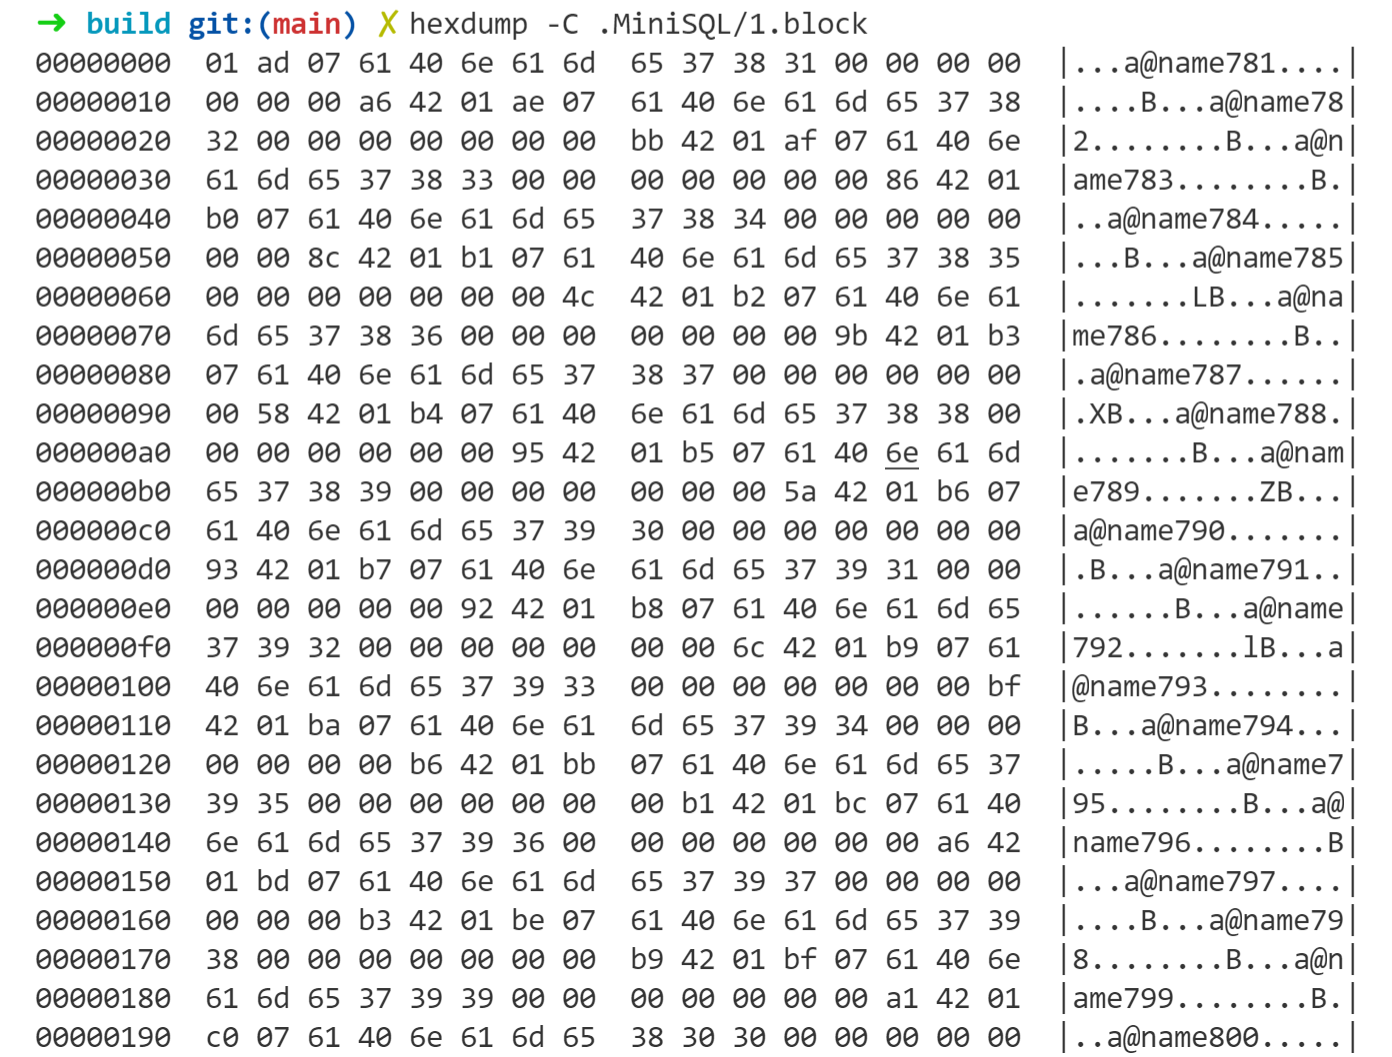 ➜ build git:(main) ✗ hexdump -C .MiniSQL/1.block
00000000  01 ad 07 61 40 6e 61 6d  65 37 38 31 00 00 00 00  |...a@name781....|
00000010  00 00 00 a6 42 01 ae 07  61 40 6e 61 6d 65 37 38  |....B...a@name78|
00000020  32 00 00 00 00 00 00 00  bb 42 01 af 07 61 40 6e  |2........B...a@n|
00000030  61 6d 65 37 38 33 00 00  00 00 00 00 00 86 42 01  |ame783........B.|
00000040  b0 07 61 40 6e 61 6d 65  37 38 34 00 00 00 00 00  |..a@name784.....|
00000050  00 00 8c 42 01 b1 07 61  40 6e 61 6d 65 37 38 35  |...B...a@name785|
00000060  00 00 00 00 00 00 00 4c  42 01 b2 07 61 40 6e 61  |.......LB...a@na|
00000070  6d 65 37 38 36 00 00 00  00 00 00 00 9b 42 01 b3  |me786........B..|
00000080  07 61 40 6e 61 6d 65 37  38 37 00 00 00 00 00 00  |.a@name787......|
00000090  00 58 42 01 b4 07 61 40  6e 61 6d 65 37 38 38 00  |.XB...a@name788.|
000000a0  00 00 00 00 00 00 95 42  01 b5 07 61 40 6e 61 6d  |.......B...a@nam|
000000b0  65 37 38 39 00 00 00 00  00 00 00 5a 42 01 b6 07  |e789.......ZB...|
000000c0  61 40 6e 61 6d 65 37 39  30 00 00 00 00 00 00 00  |a@name790.......|
000000d0  93 42 01 b7 07 61 40 6e  61 6d 65 37 39 31 00 00  |.B...a@name791..|
000000e0  00 00 00 00 00 92 42 01  b8 07 61 40 6e 61 6d 65  |......B...a@name|
000000f0  37 39 32 00 00 00 00 00  00 00 6c 42 01 b9 07 61  |792.......lB...a|
00000100  40 6e 61 6d 65 37 39 33  00 00 00 00 00 00 00 bf  |@name793........|
00000110  42 01 ba 07 61 40 6e 61  6d 65 37 39 34 00 00 00  |B...a@name794...|
00000120  00 00 00 00 b6 42 01 bb  07 61 40 6e 61 6d 65 37  |.....B...a@name7|
00000130  39 35 00 00 00 00 00 00  00 b1 42 01 bc 07 61 40  |95........B...a@|
00000140  6e 61 6d 65 37 39 36 00  00 00 00 00 00 00 a6 42  |name796........B|
00000150  01 bd 07 61 40 6e 61 6d  65 37 39 37 00 00 00 00  |...a@name797....|
00000160  00 00 00 b3 42 01 be 07  61 40 6e 61 6d 65 37 39  |....B...a@name79|
00000170  38 00 00 00 00 00 00 00  b9 42 01 bf 07 61 40 6e  |8........B...a@n|
00000180  61 6d 65 37 39 39 00 00  00 00 00 00 00 a1 42 01  |ame799........B.|
00000190  c0 07 61 40 6e 61 6d 65  38 30 30 00 00 00 00 00  |..a@name800.....|